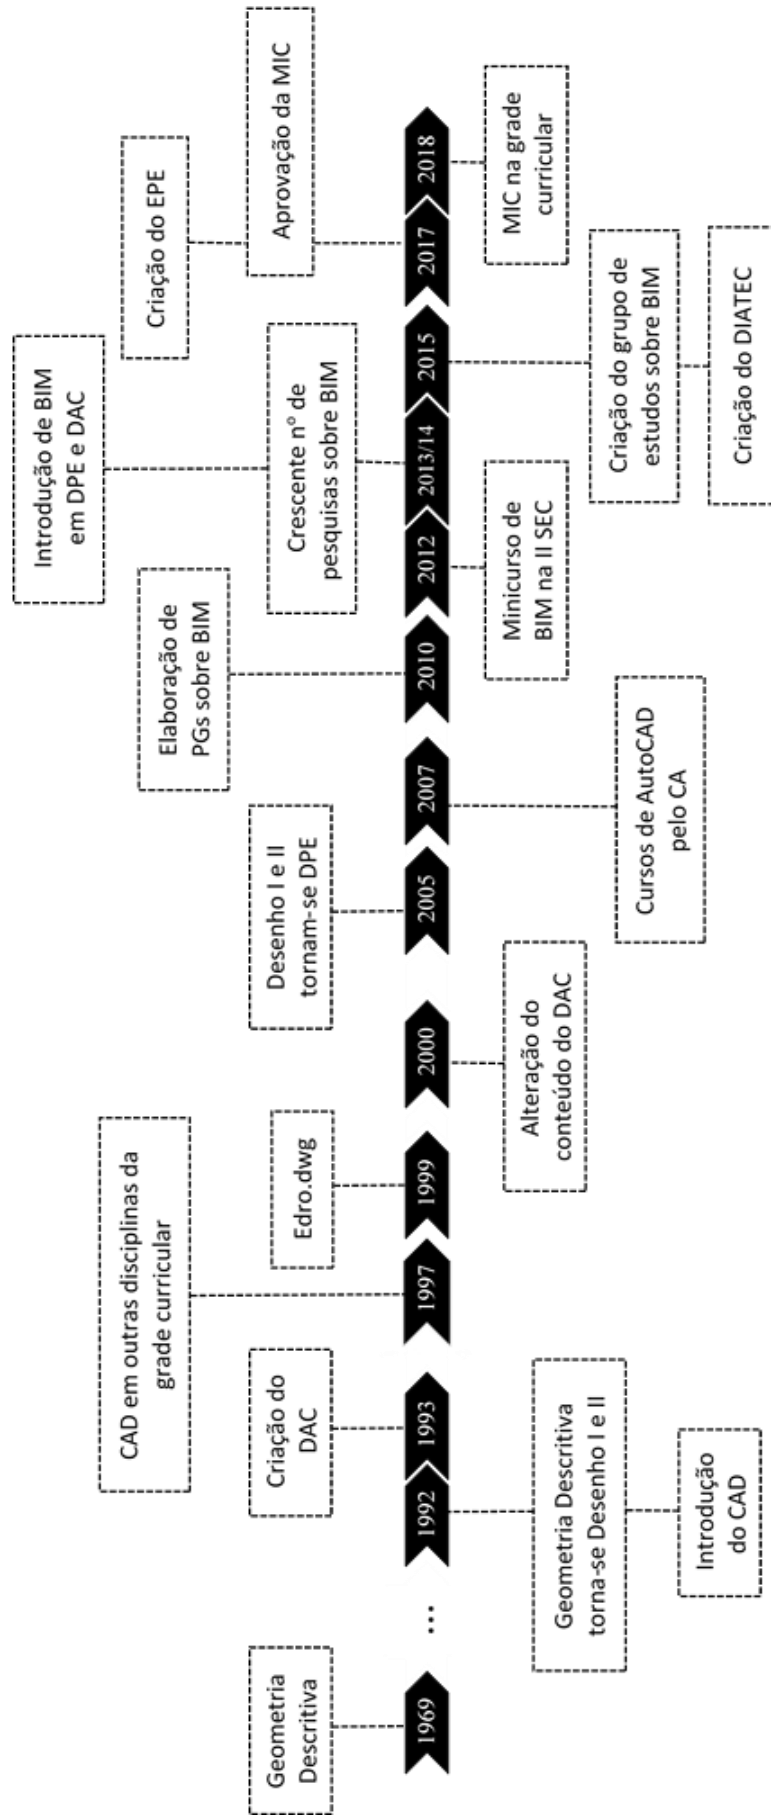 Geometria
Descritiva
1969
...
1992
Geometria Descritiva
torna-se Desenho I e II
Introdução
do CAD
Criação do
DAC
1993
CAD em outras disciplinas da
grade curricular
1997
Edro.dwg
1999
2000
Alteração do
conteúdo do DAC
Desenho I e II
tornam-se DPE
2005
2007
Cursos de AutoCAD
pelo CA
Elaboração de
PGs sobre BIM
2010
2012
Minicurso de
BIM na II SEC
Introdução de BIM
em DPE e DAC
Crescente nº de
pesquisas sobre BIM
2013/14
2015
Criação do grupo de
estudos sobre BIM
Criação do DIATEC
Criação do EPE
Aprovação da MIC
2017
2018
MIC na grade
curricular